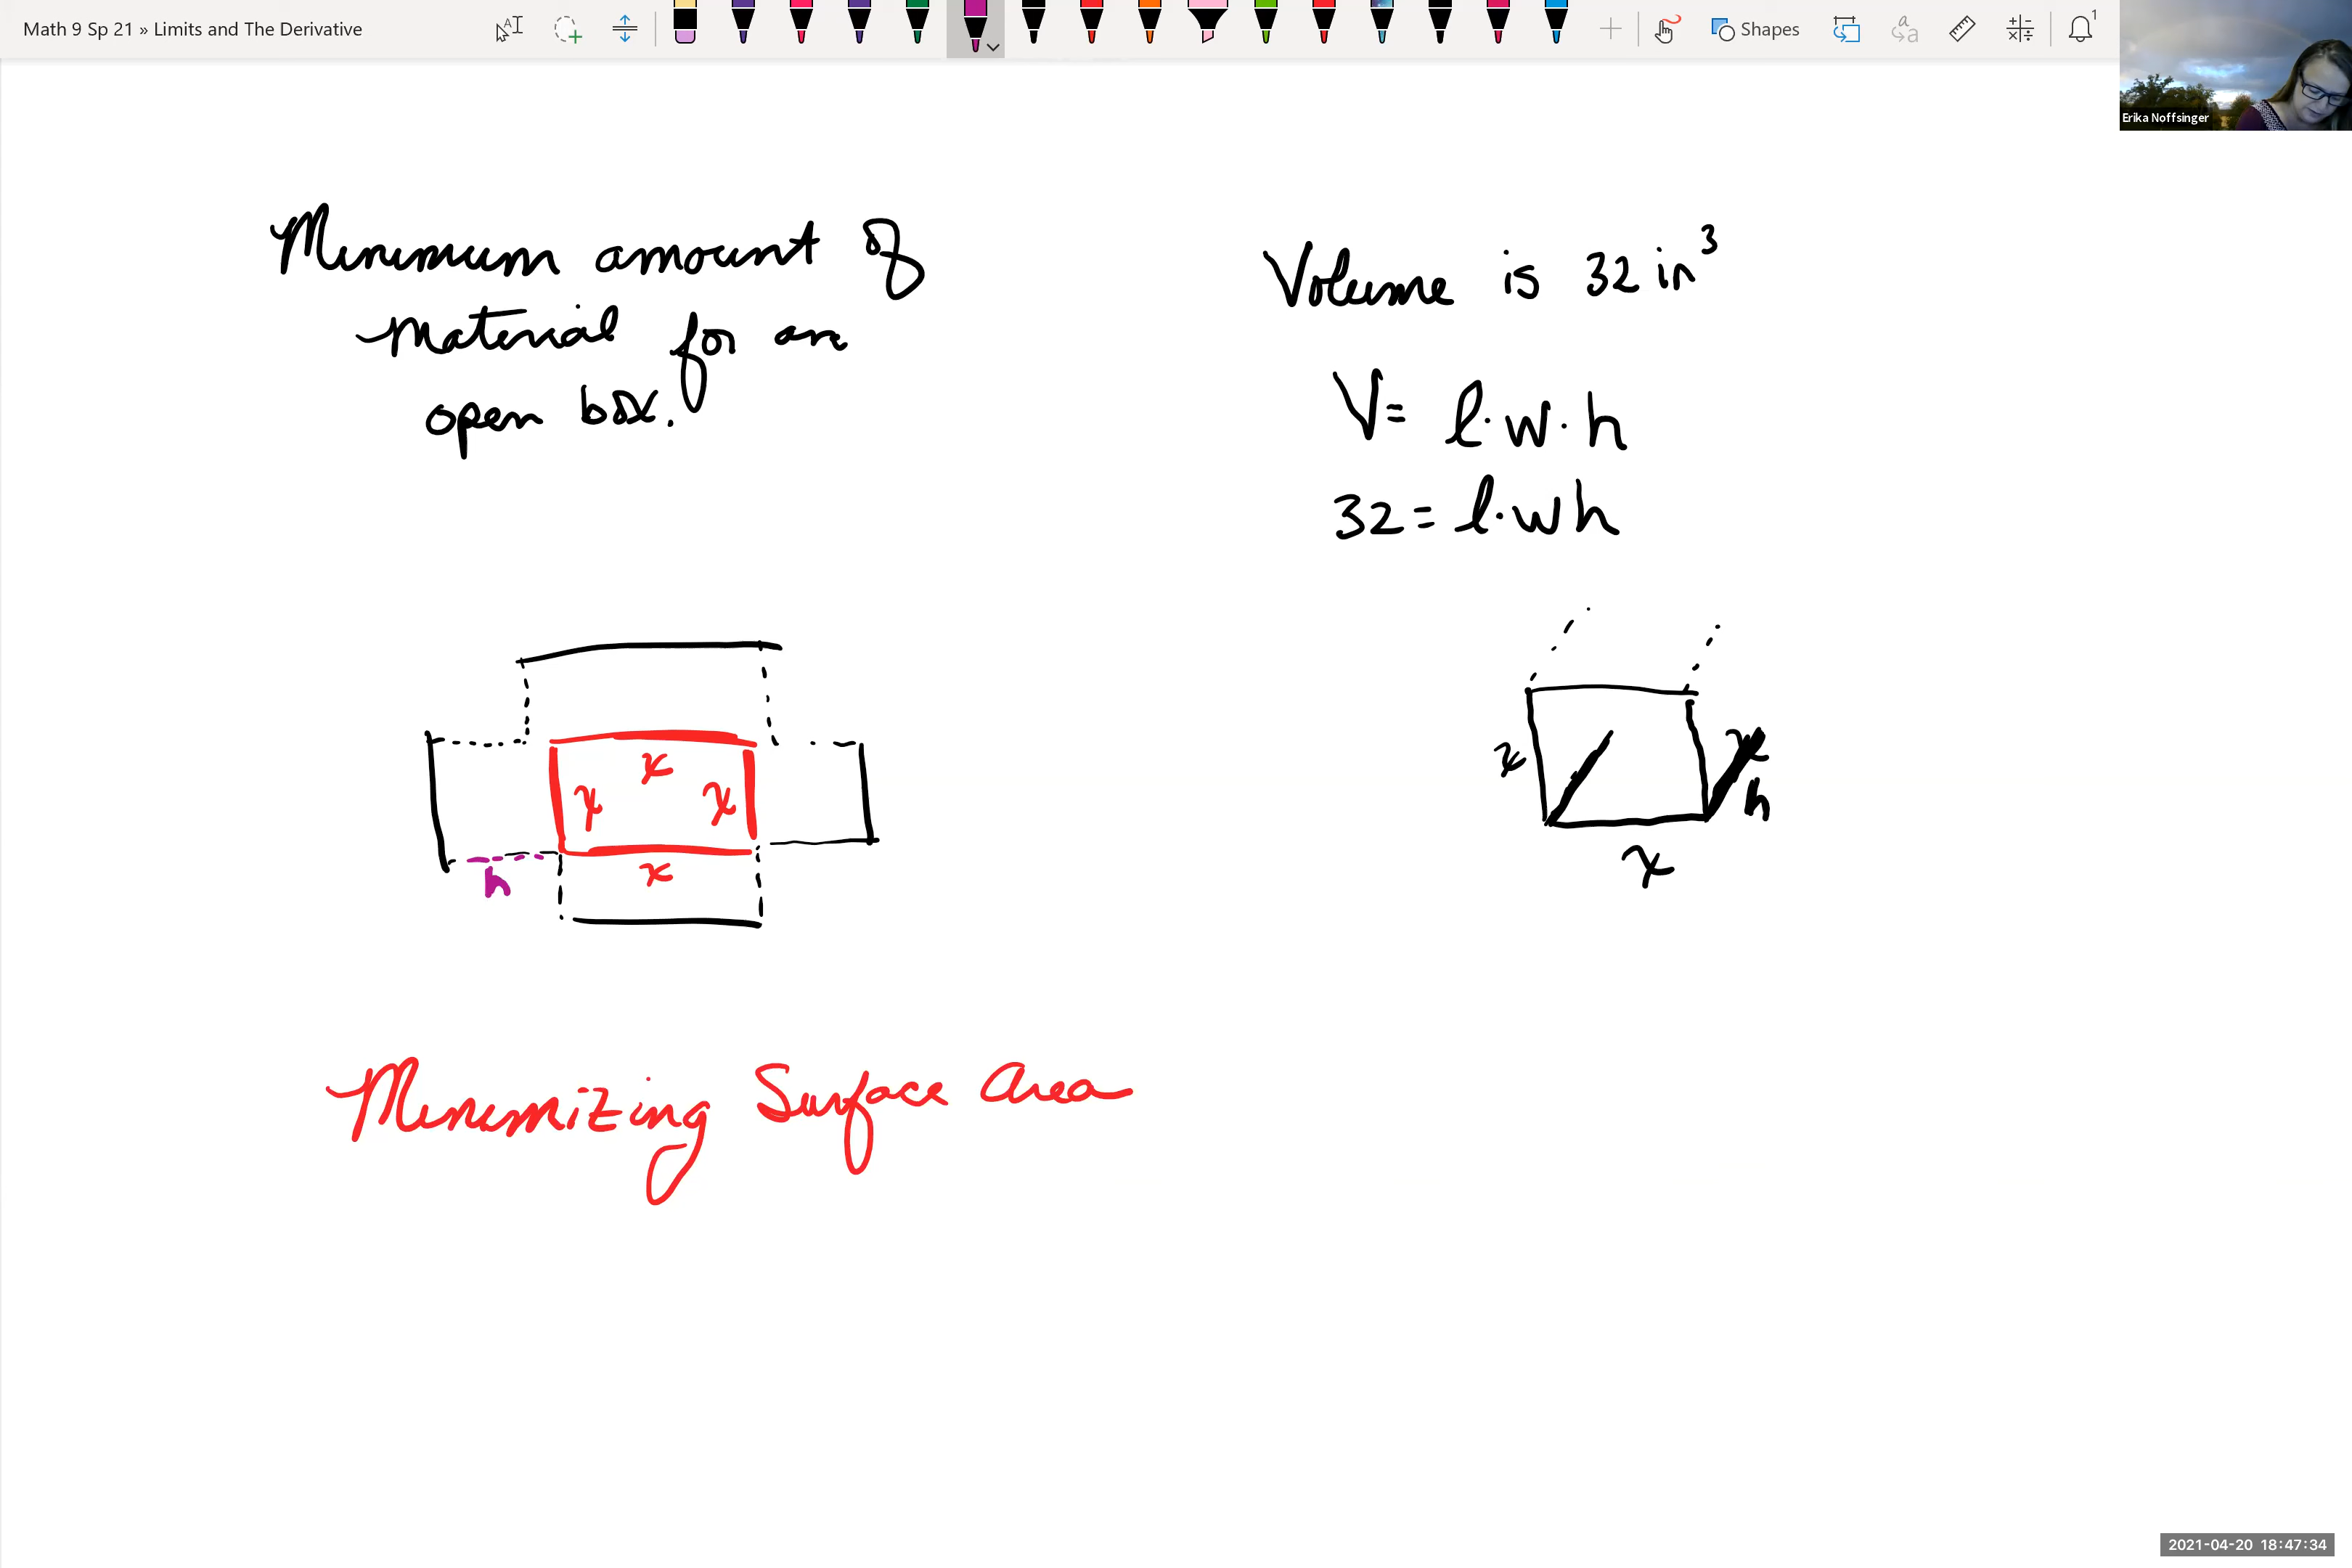 Math 9 Sp 21 » Limits and The Derivative
Shapes
1
Erika Noffsinger
Minimum amount of
material for an
open box.
Volume is 32 in³
V= l·w·h
32= l·wh
x
x
x
x
h
x
x
h
Minimizing Surface Area
2021-04-20 18:47:34